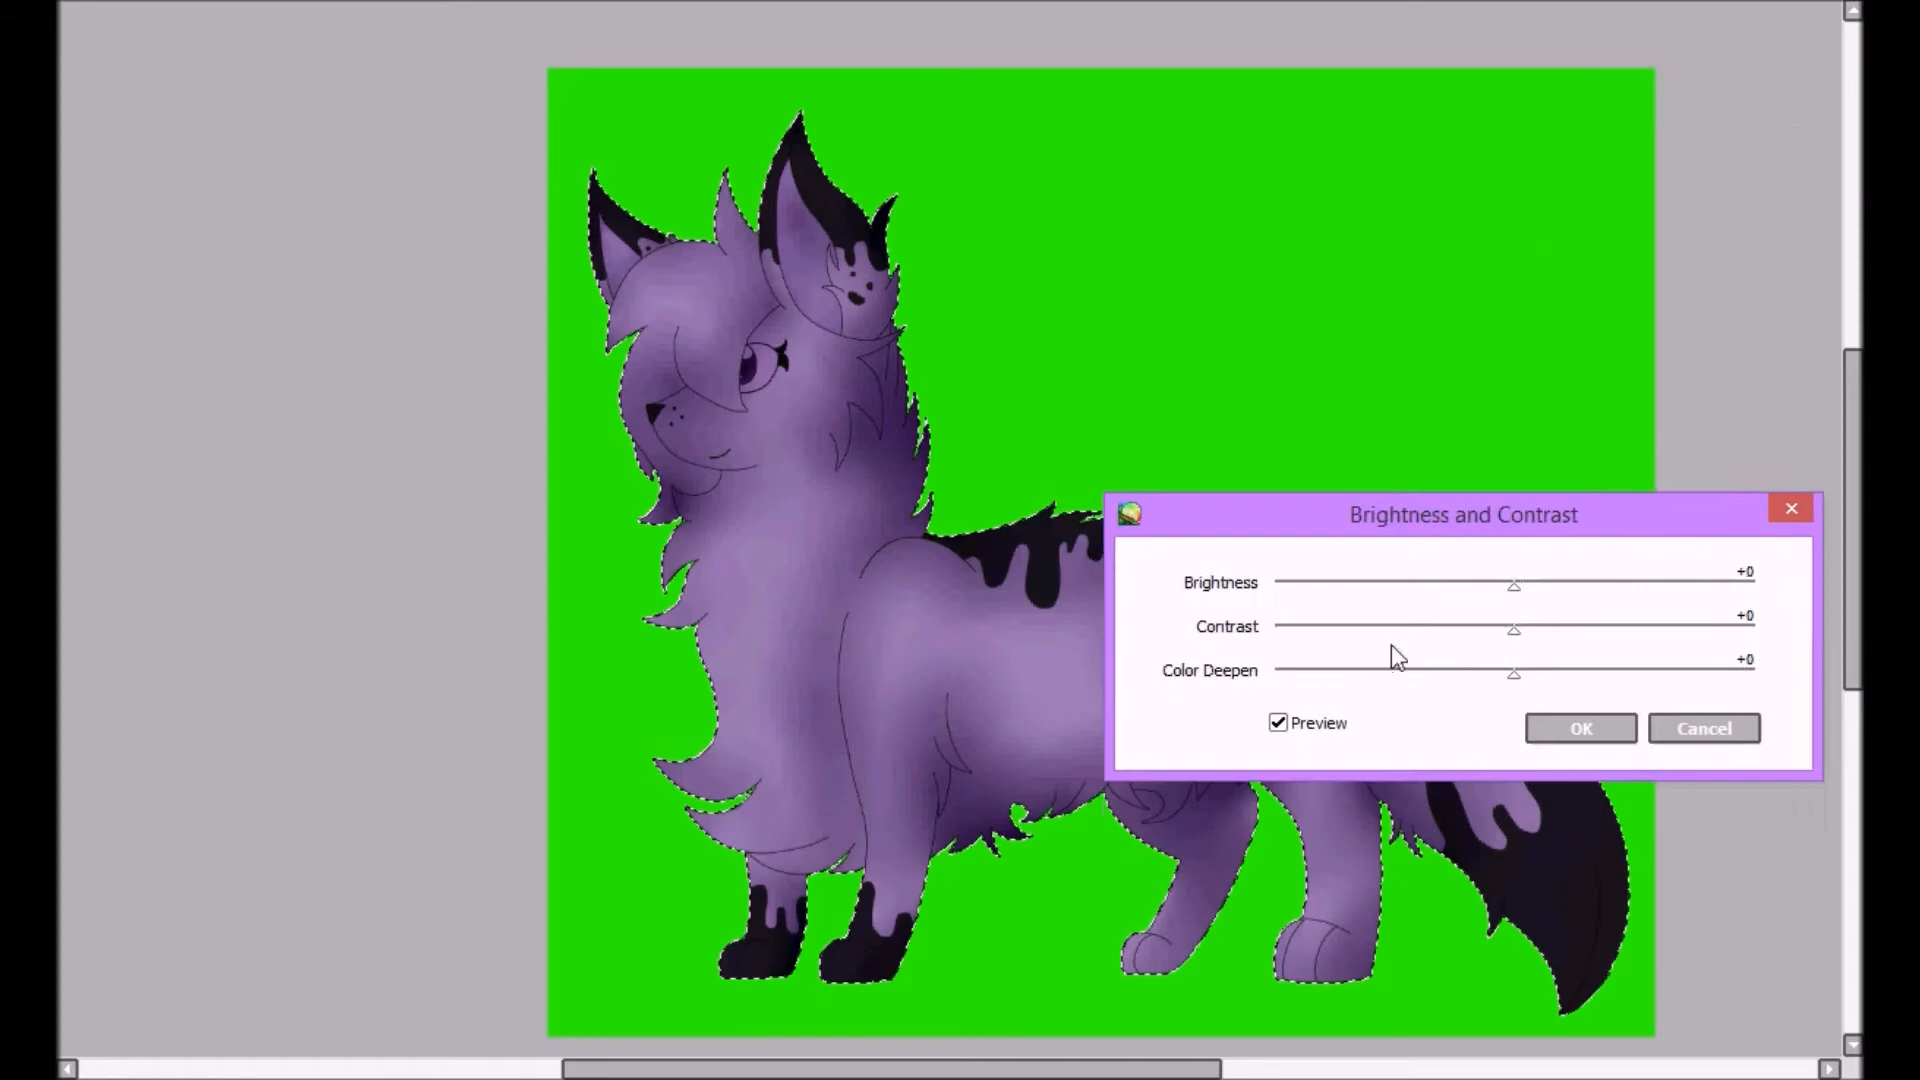 Brightness and Contrast
Brightness +0
Contrast +0
Color Deepen +0
Preview
OK Cancel